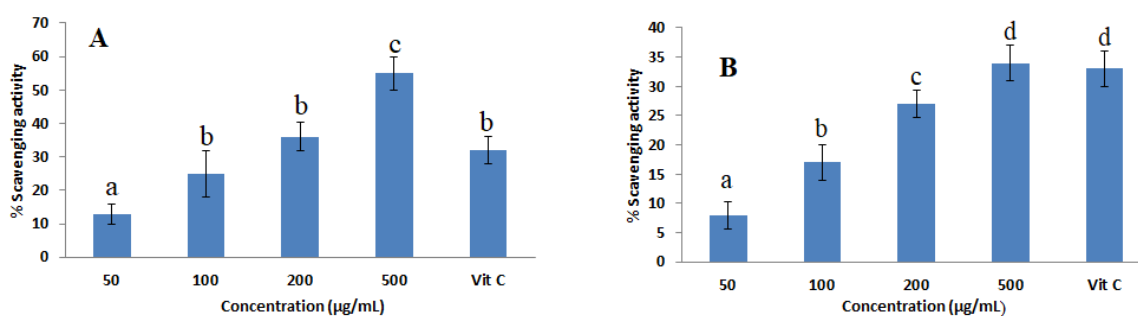 A
% Scavenging activity
70
60
50
40
30
20
10
0
a
b
b
c
b
50 100 200 500 Vit C
Concentration (µg/mL)
B
% Scavenging activity
40
35
30
25
20
15
10
5
0
a
b
c
d
d
50 100 200 500 Vit C
Concentration (µg/mL)